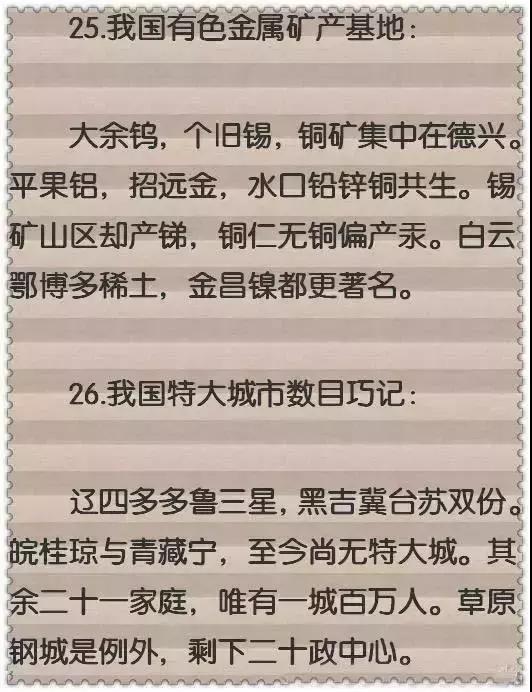 25.我国有色金属矿产基地：
大余钨，个旧锡，铜矿集中在德兴。
平果铝，招远金，水口铅锌铜共生。锡
矿山区却产锑，铜仁无铜偏产汞。白云
鄂博多稀土，金昌镍都更著名。
26.我国特大城市数目巧记：
辽四多多鲁三星，黑吉冀台苏双份。
皖桂琼与青藏宁，至今尚无特大城。其
余二十一家庭，唯有一城百万人。草原
钢城是例外，剩下二十政中心。